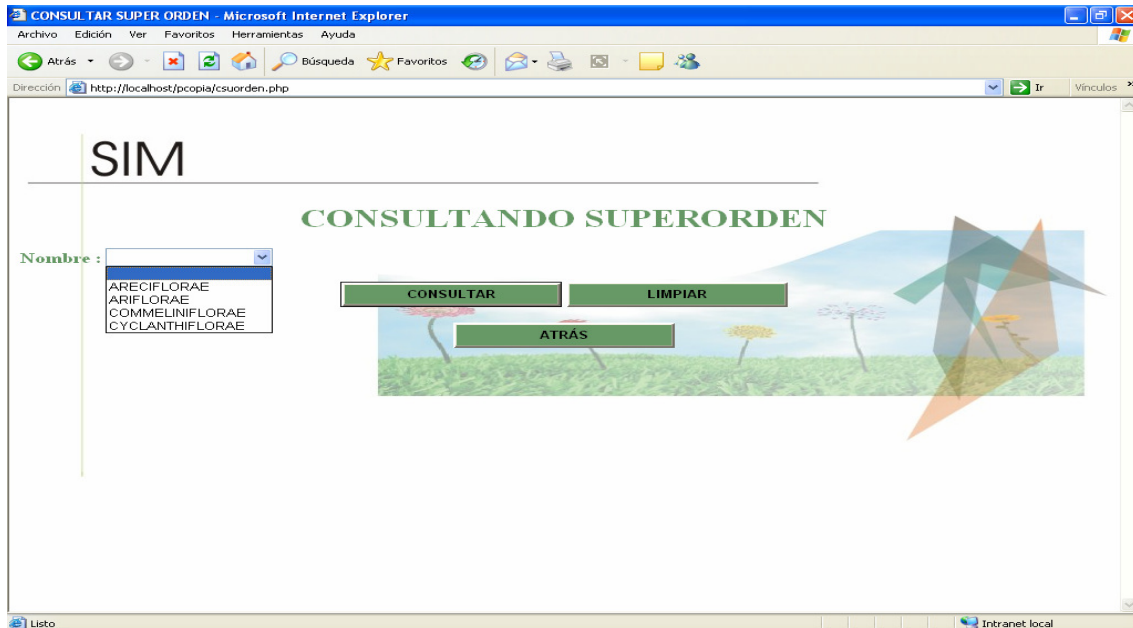 CONSULTAR SUPER ORDEN - Microsoft Internet Explorer
Archivo Edición Ver Favoritos Herramientas Ayuda
Atrás Búsqueda Favoritos
Dirección http://localhost/pcopia/csuorden.php Ir Vínculos »
SIM
CONSULTANDO SUPERORDEN
Nombre :
ARECIFLORAE
ARIFLORAE
COMMELINIFLORAE
CYCLANTHIFLORAE
CONSULTAR LIMPIAR
ATRÁS
Listo Intranet local